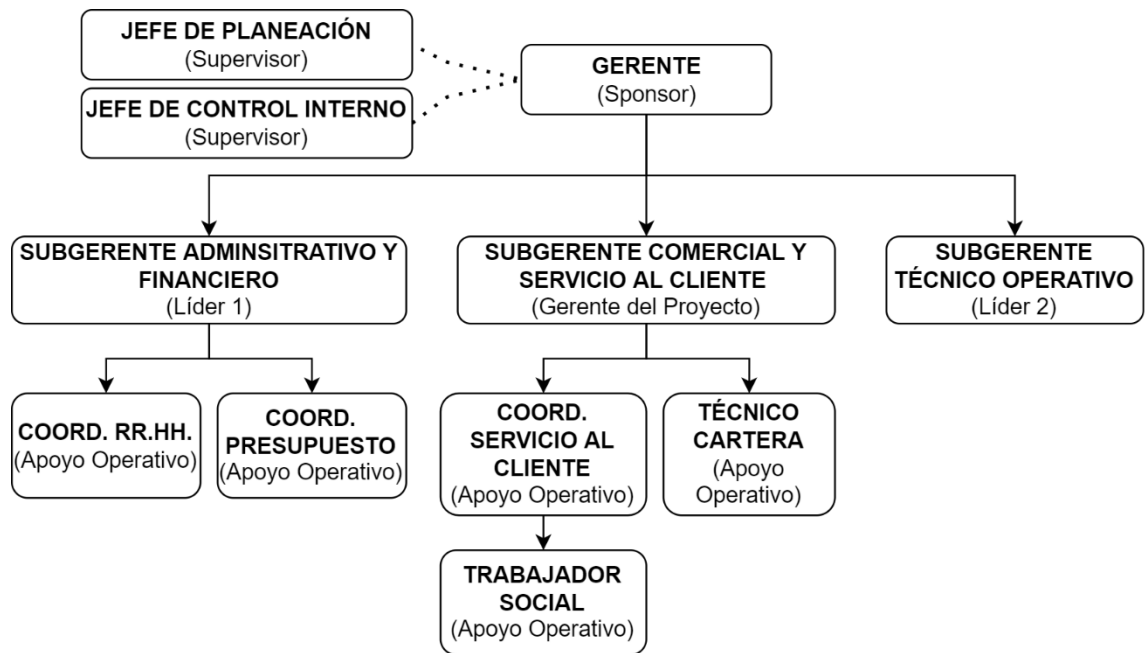 JEFE DE PLANEACIÓN
(Supervisor)
GERENTE
(Sponsor)
JEFE DE CONTROL INTERNO
(Supervisor)
SUBGERENTE ADMINSITRATIVO Y
FINANCIERO
(Líder 1)
SUBGERENTE COMERCIAL Y
SERVICIO AL CLIENTE
(Gerente del Proyecto)
SUBGERENTE
TÉCNICO OPERATIVO
(Líder 2)
COORD. RR.HH.
(Apoyo Operativo)
COORD.
PRESUPUESTO
(Apoyo Operativo)
COORD.
SERVICIO AL
CLIENTE
(Apoyo Operativo)
TÉCNICO
CARTERA
(Apoyo
Operativo)
TRABAJADOR
SOCIAL
(Apoyo Operativo)